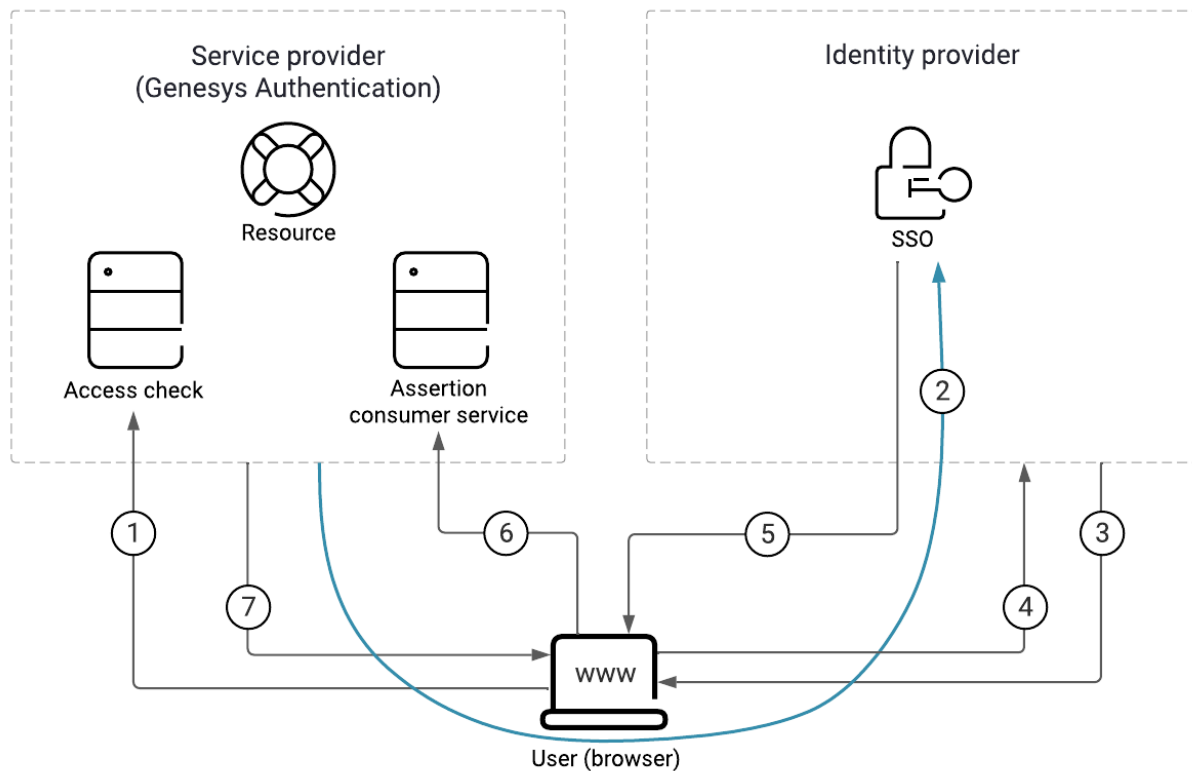 Service provider
(Genesys Authentication)
Identity provider
Resource
SSO
Access check
Assertion
consumer service
2
1
6
5
3
7
4
www
User (browser)